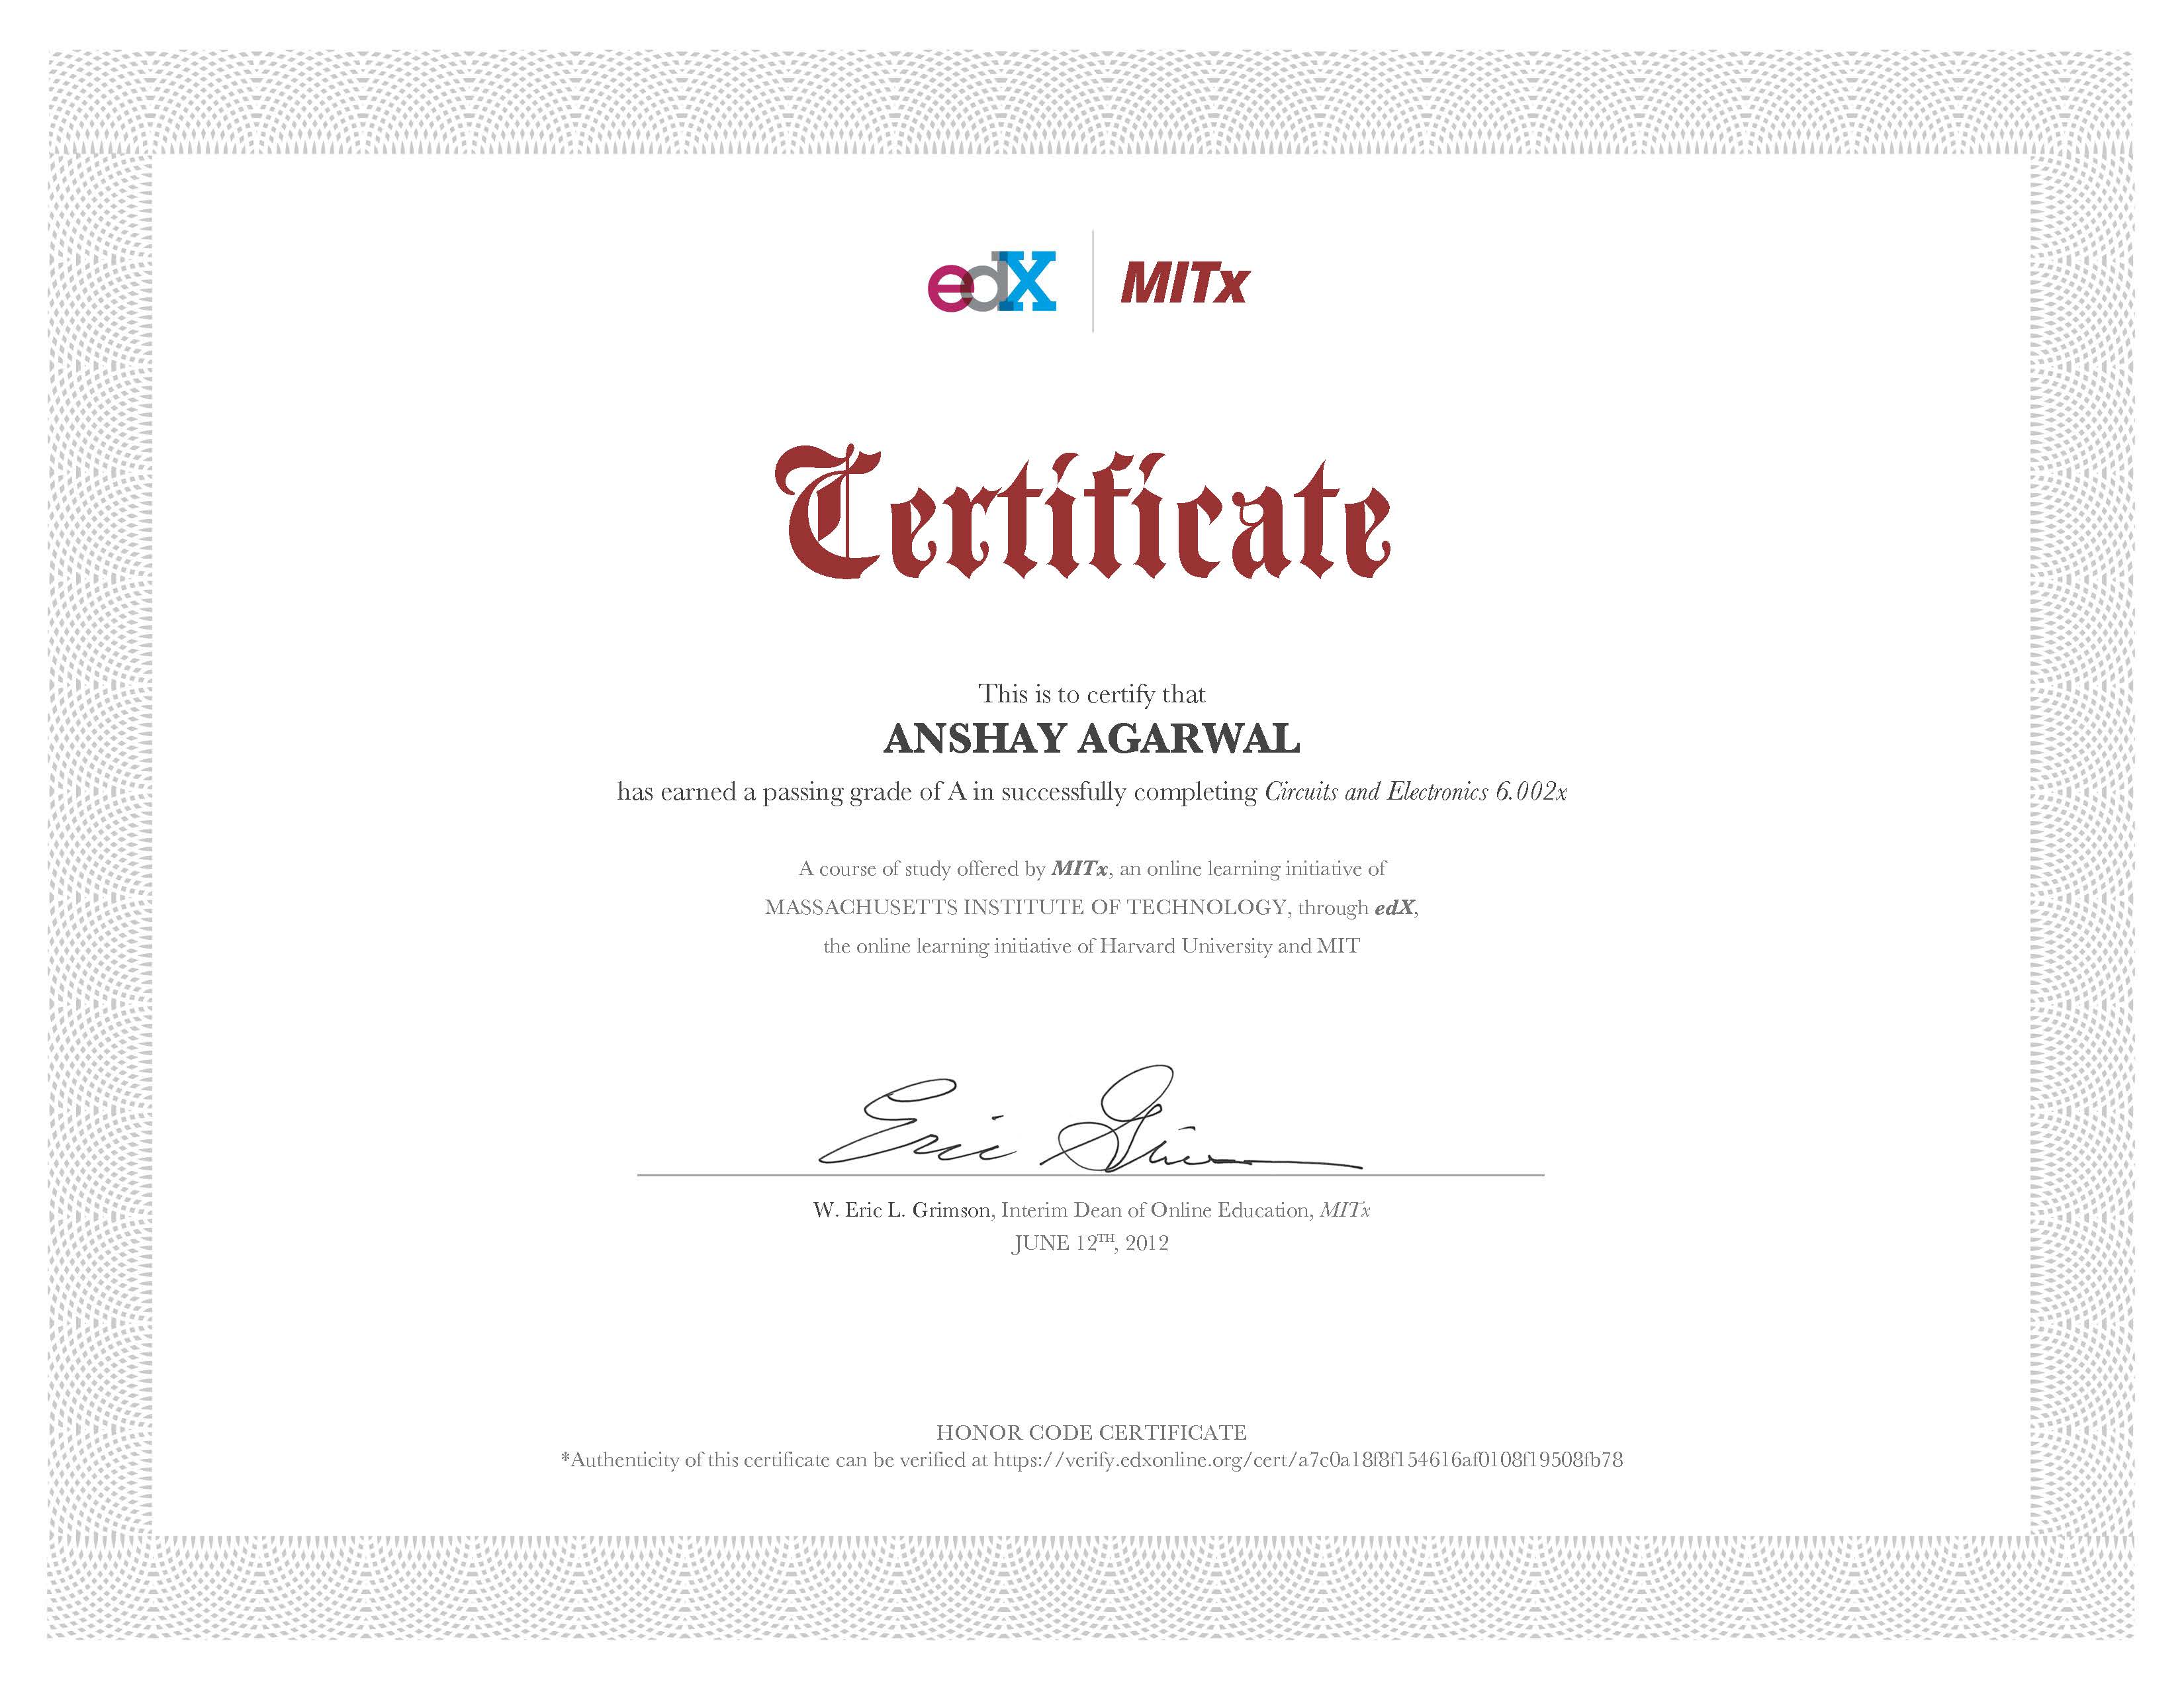 edX MITx
Certificate
This is to certify that
ANSHAY AGARWAL
has earned a passing grade of A in successfully completing Circuits and Electronics 6.002x
A course of study offered by MITx, an online learning initiative of
MASSACHUSETTS INSTITUTE OF TECHNOLOGY, through edX,
the online learning initiative of Harvard University and MIT
Eric Grimson
W. Eric L. Grimson, Interim Dean of Online Education, MITx
JUNE 12TH, 2012
HONOR CODE CERTIFICATE
*Authenticity of this certificate can be verified at https://verify.edxonline.org/cert/a7c0a18f8f154616af0108f19508fb78